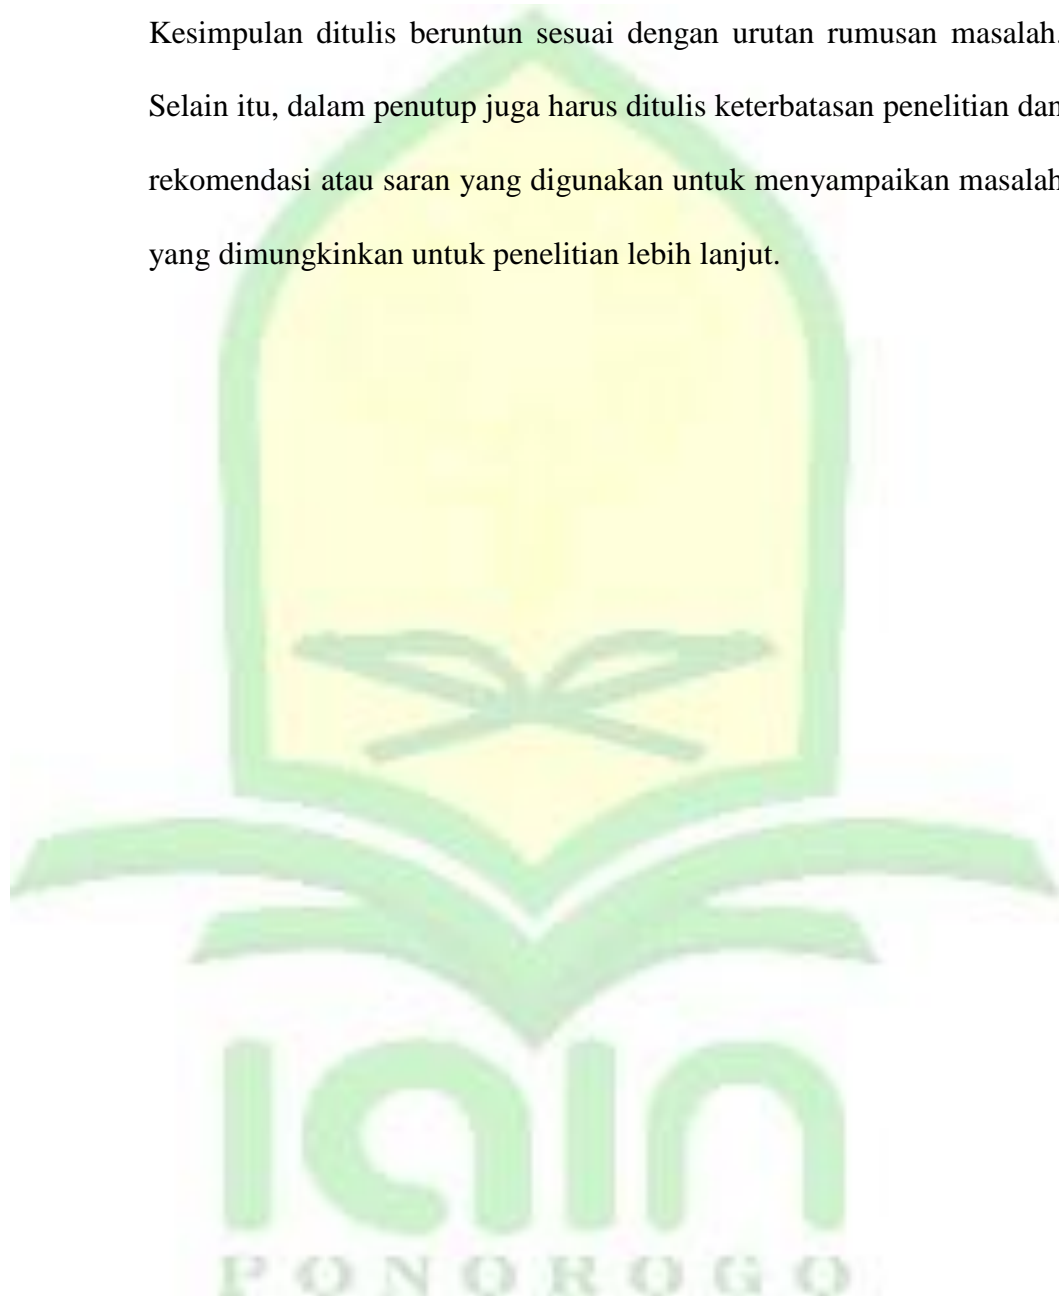 Kesimpulan ditulis beruntun sesuai dengan urutan rumusan masalah.
Selain itu, dalam penutup juga harus ditulis keterbatasan penelitian dan
rekomendasi atau saran yang digunakan untuk menyampaikan masalah
yang dimungkinkan untuk penelitian lebih lanjut.
iain
PONOROGO